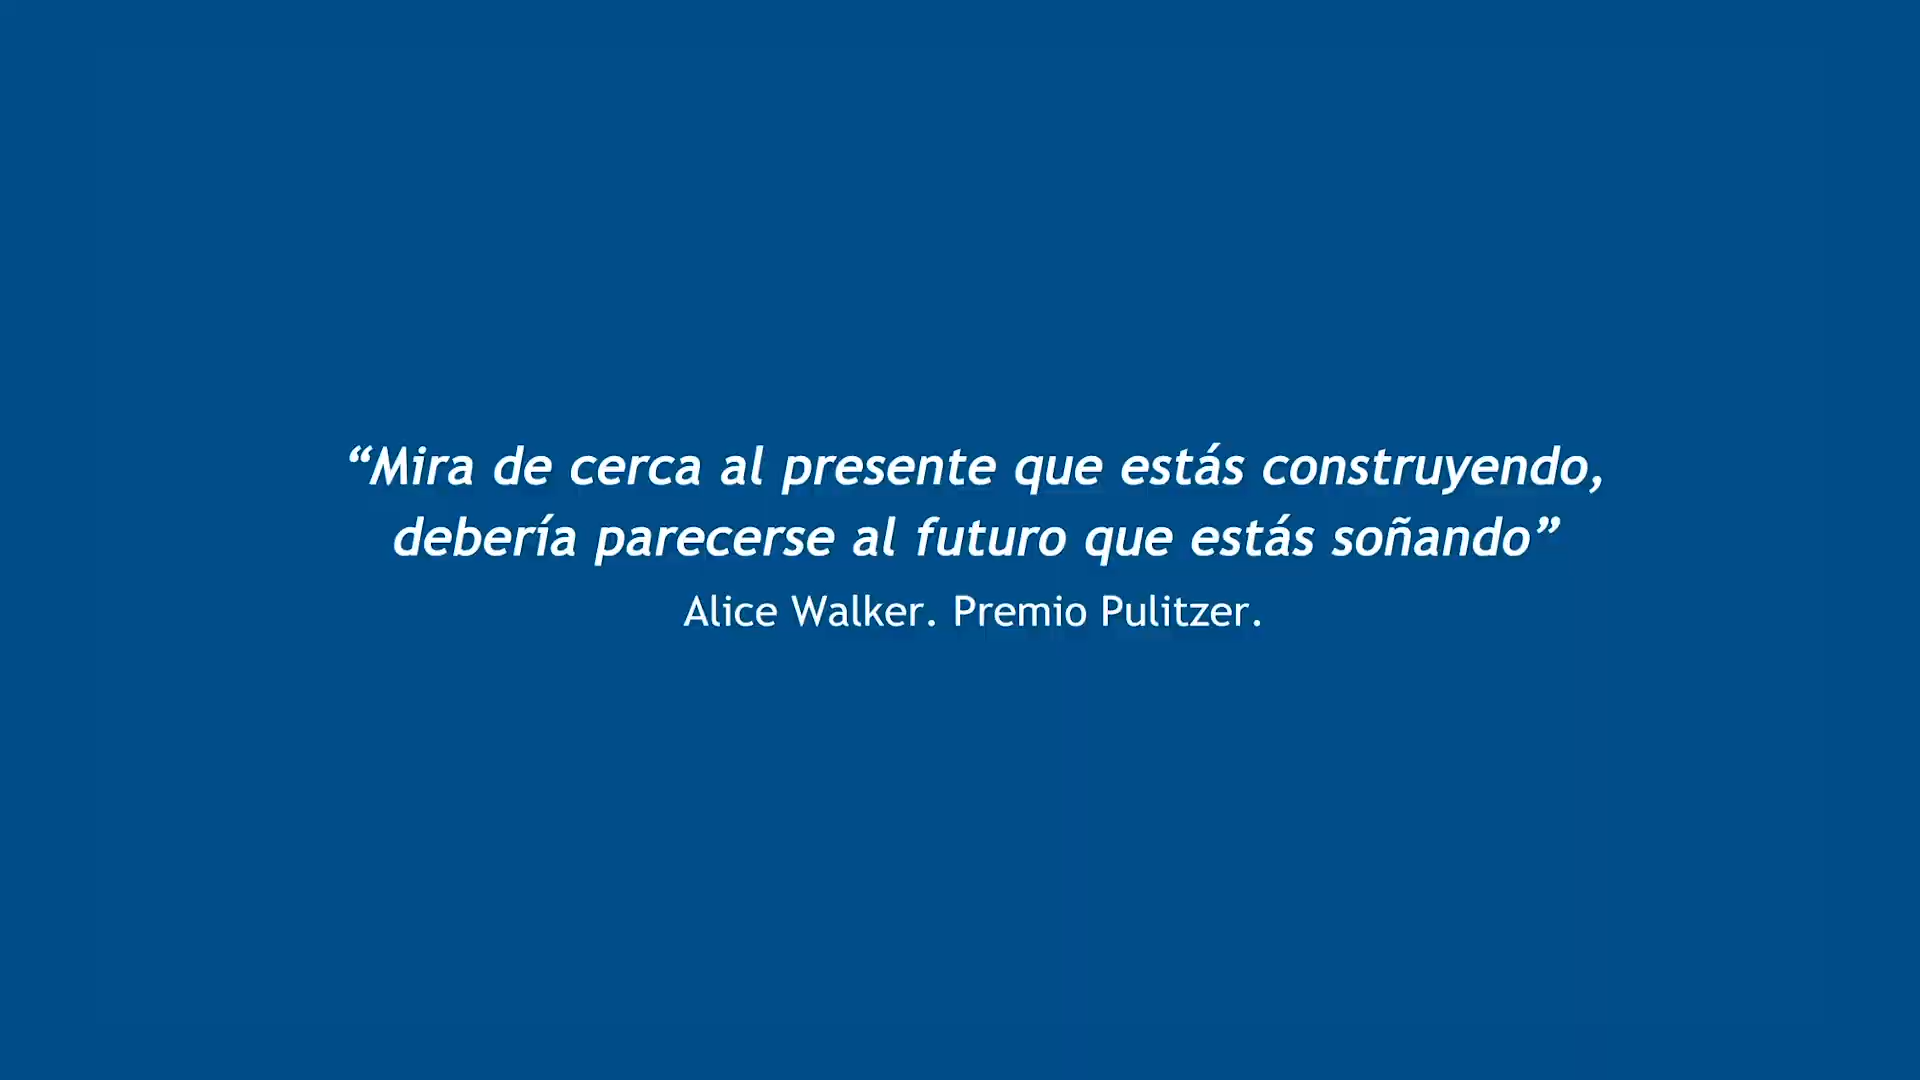 “Mira de cerca al presente que estás construyendo,
debería parecerse al futuro que estás soñando”
Alice Walker. Premio Pulitzer.